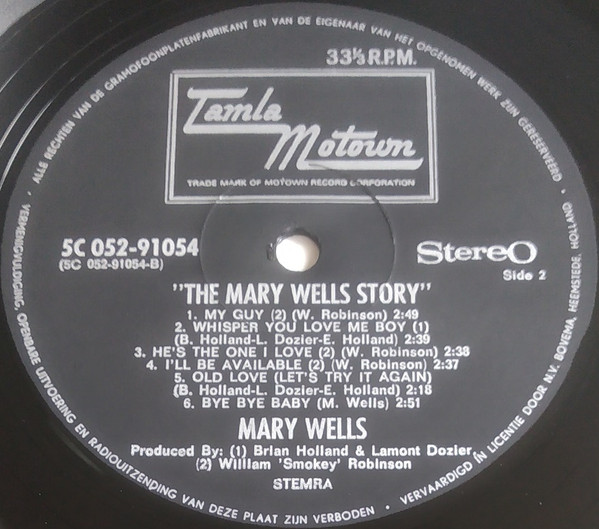 ALLE RECHTEN VAN DE GRAMOFOONPLATENFABRIKANT EN VAN DE EIGENAAR VAN HET OPGENOMEN WERK ZIJN GERESERVEERD •
33⅓ R.P.M.
Tamla
Motown
TRADE MARK OF MOTOWN RECORD CORPORATION
5C 052-91054
(5C 052-91054-B)
Stereo
Side 2
"THE MARY WELLS STORY"
1. MY GUY (2) (W. Robinson) 2:49
2. WHISPER YOU LOVE ME BOY (1)
(B. Holland-L. Dozier-E. Holland) 2:39
3. HE'S THE ONE I LOVE (2) (W. Robinson) 2:38
4. I'LL BE AVAILABLE (2) (W. Robinson) 2:37
5. OLD LOVE (LET'S TRY IT AGAIN)
(B. Holland-L. Dozier-E. Holland) 2:18
6. BYE BYE BABY (M. Wells) 2:51
MARY WELLS
Produced By: (1) Brian Holland & Lamont Dozier,
(2) William 'Smokey' Robinson
STEMRA
VERMENIGVULDIGING, OPENBARE UITVOERING EN RADIOUITZENDING VAN DEZE PLAAT ZIJN VERBODEN •
VERVAARDIGD IN LICENTIE DOOR N.V. BOVEMA, HEEMSTEDE, HOLLAND